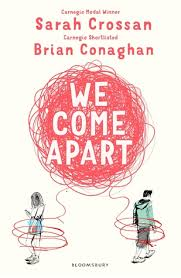 Carnegie Medal Winner
Sarah Crossan
Carnegie Shortlisted
Brian Conaghan
WE
COME
APART
BLOOMSBURY